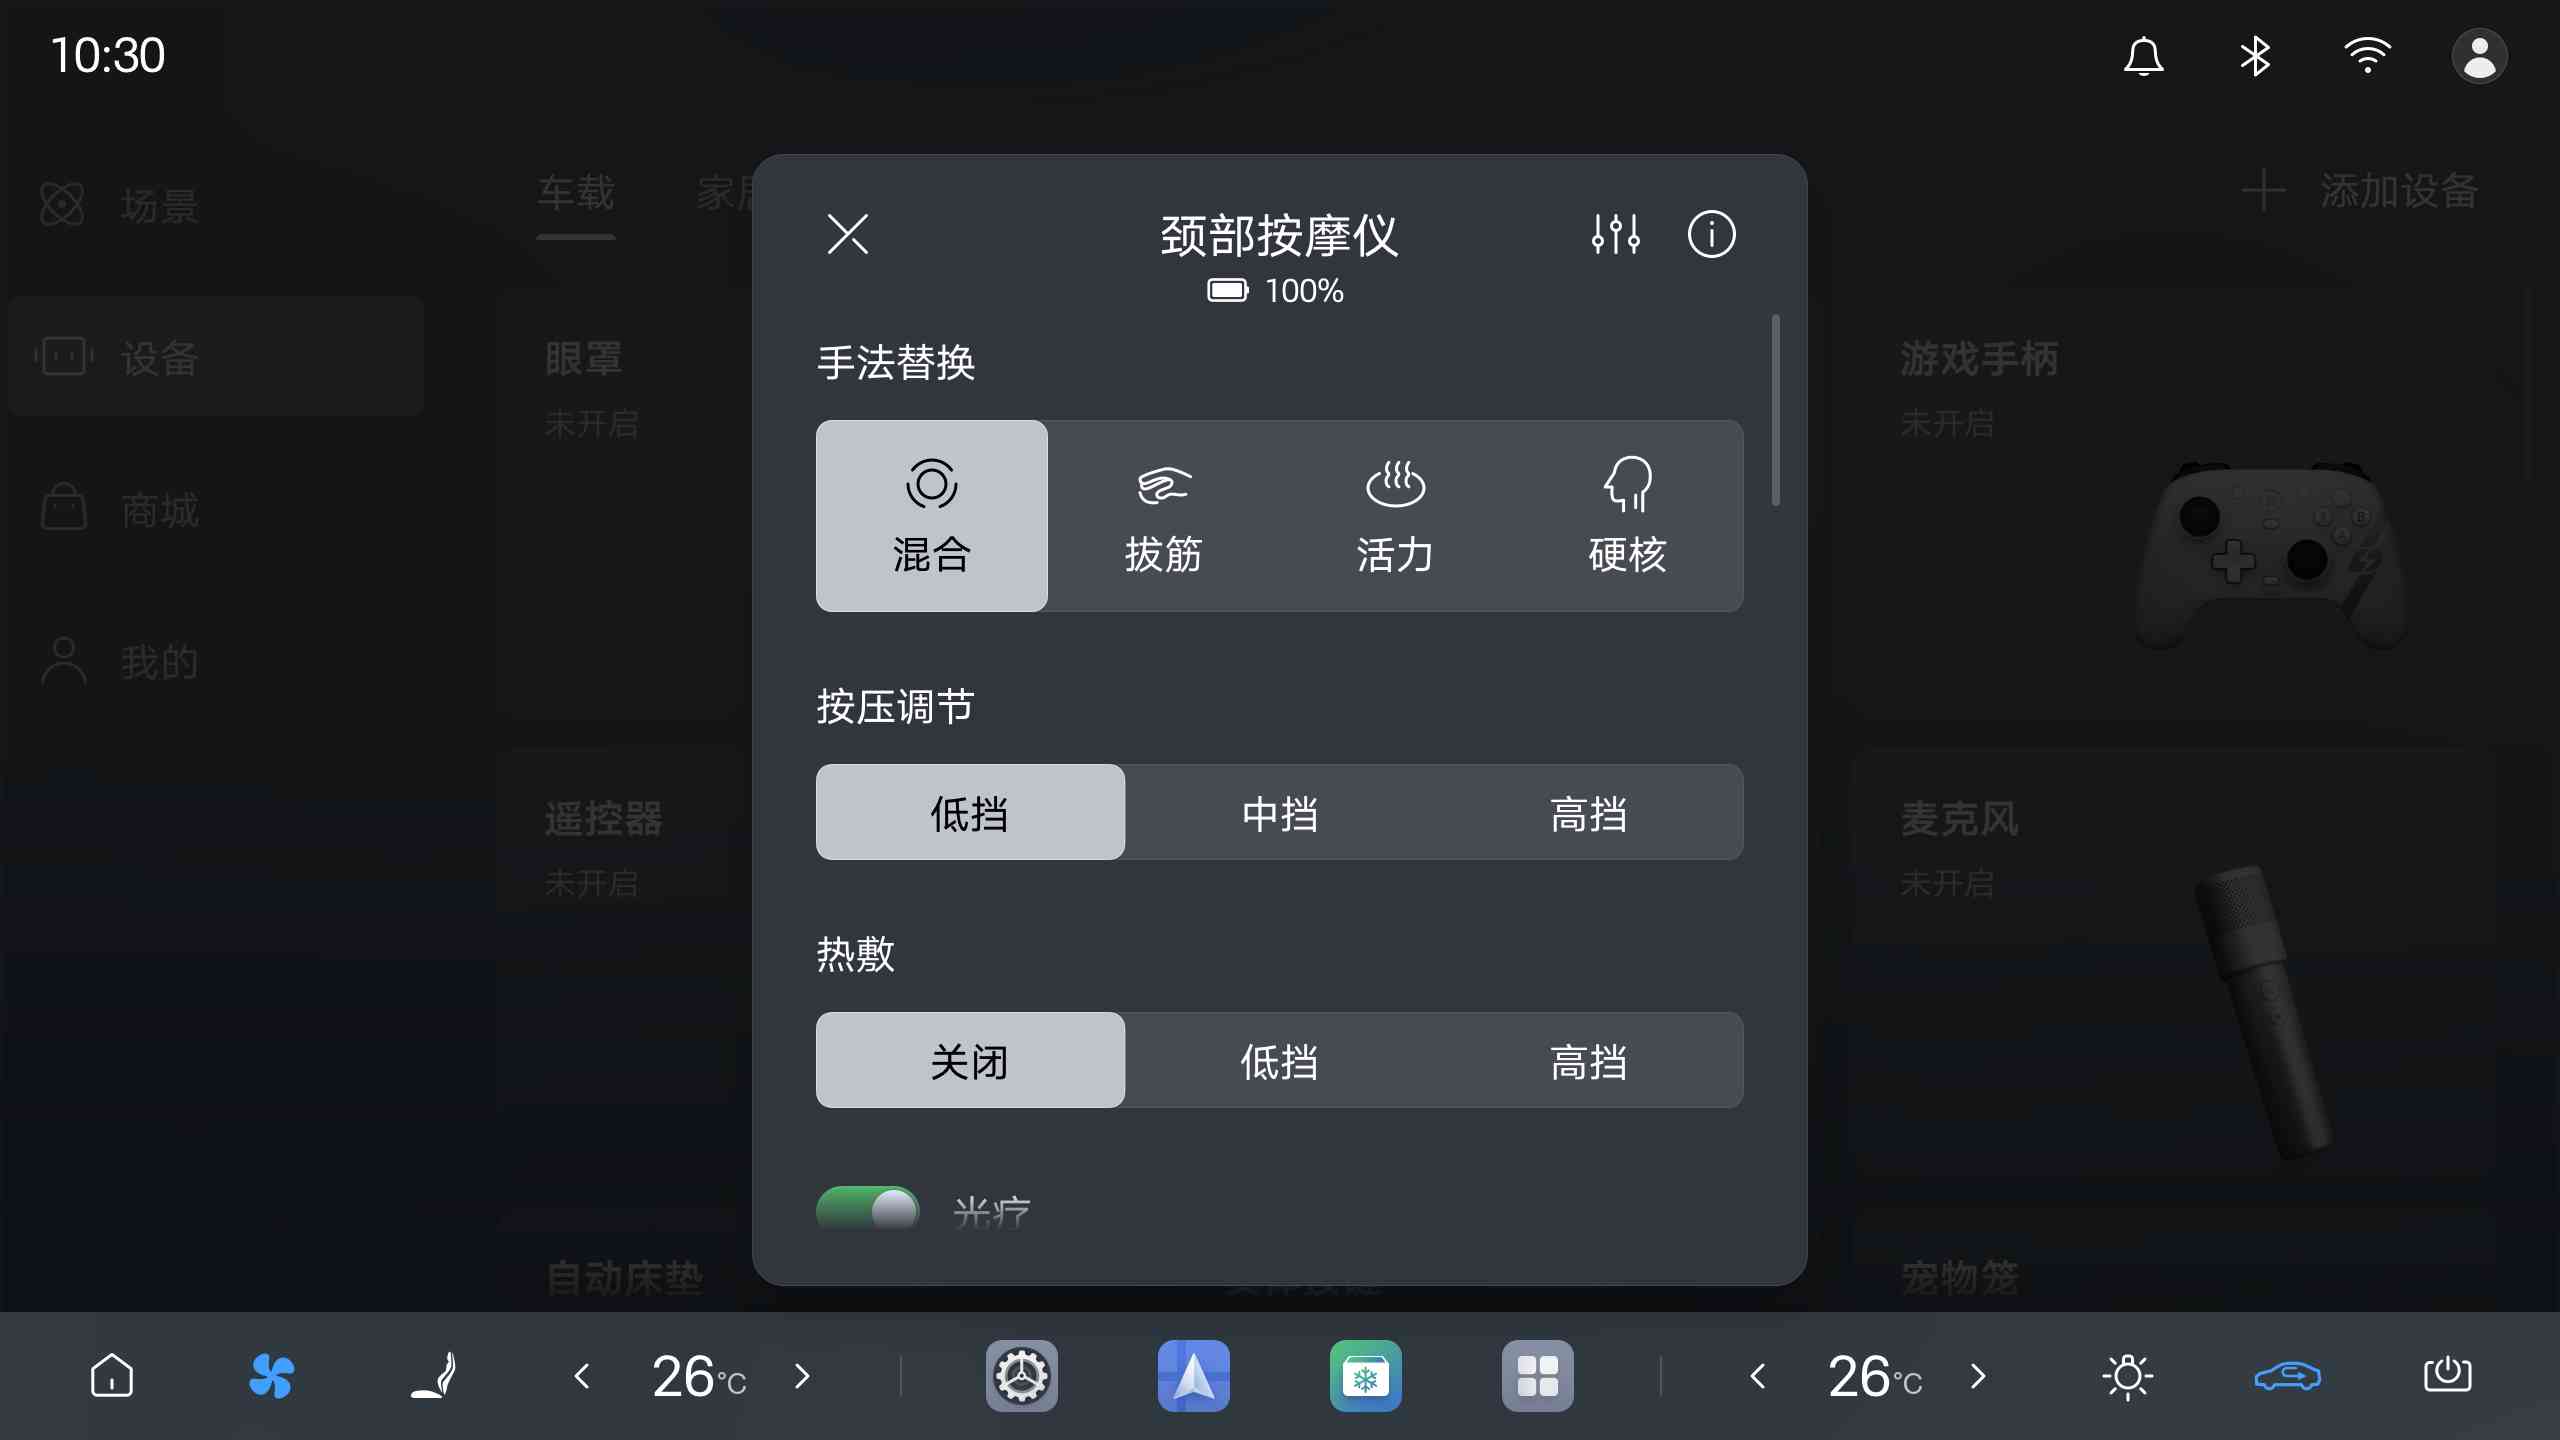 10:30
场景
车载
添加设备
颈部按摩仪
100%
设备
眼罩
未开启
手法替换
游戏手柄
未开启
混合
拔筋
活力
硬核
商城
我的
按压调节
低挡
中挡
高挡
遥控器
未开启
麦克风
未开启
热敷
关闭
低挡
高挡
光疗
自动床垫
宠物笼
26°C
26°C